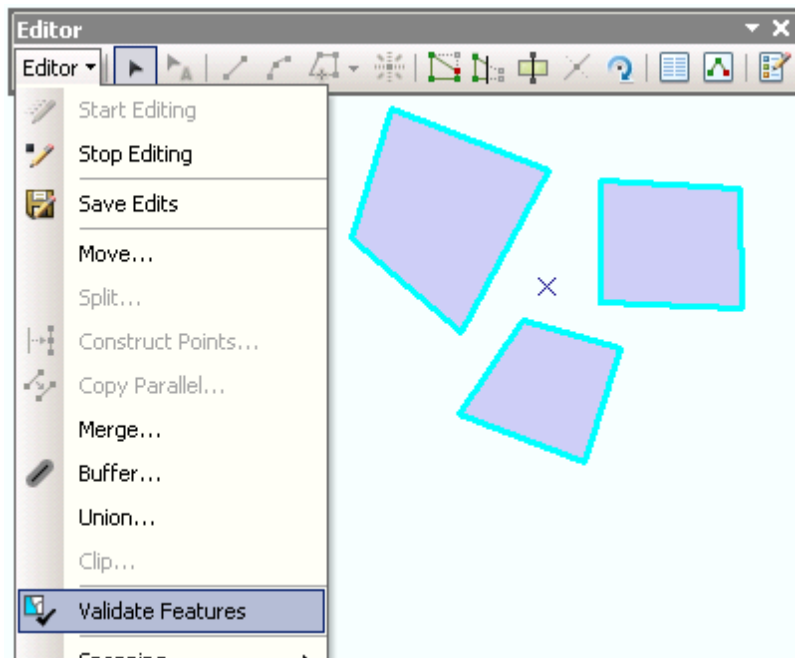 Editor
Editor
Start Editing
Stop Editing
Save Edits
Move...
Split...
Construct Points...
Copy Parallel...
Merge...
Buffer...
Union...
Clip...
Validate Features